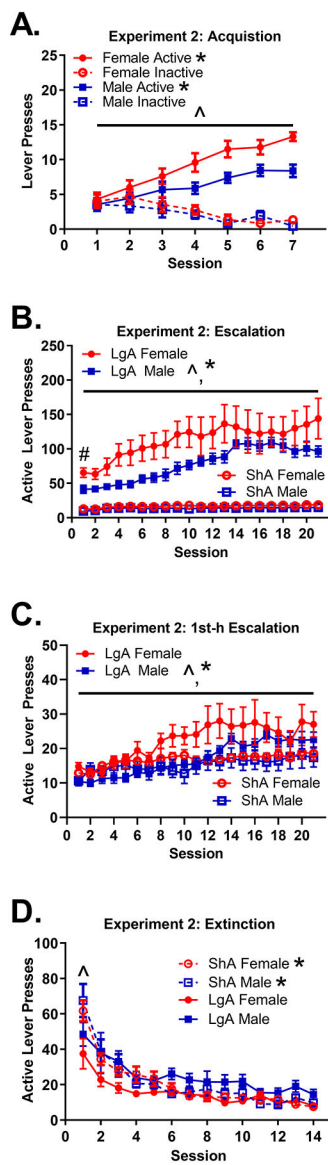 A.
Experiment 2: Acquistion
Female Active *
Female Inactive
Male Active *
Male Inactive
^
Lever Presses
25
20
15
10
5
0
0 1 2 3 4 5 6 7
Session
B.
Experiment 2: Escalation
LgA Female
LgA Male
^,*
#
Active Lever Presses
250
200
150
100
50
0
ShA Female
ShA Male
0 2 4 6 8 10 12 14 16 18 20
Session
C.
Experiment 2: 1st-h Escalation
LgA Female
LgA Male
^,*
Active Lever Presses
50
40
30
20
10
0
ShA Female
ShA Male
0 2 4 6 8 10 12 14 16 18 20
Session
D.
Experiment 2: Extinction
ShA Female *
ShA Male *
LgA Female
LgA Male
^
Active Lever Presses
100
80
60
40
20
0
0 2 4 6 8 10 12 14
Session